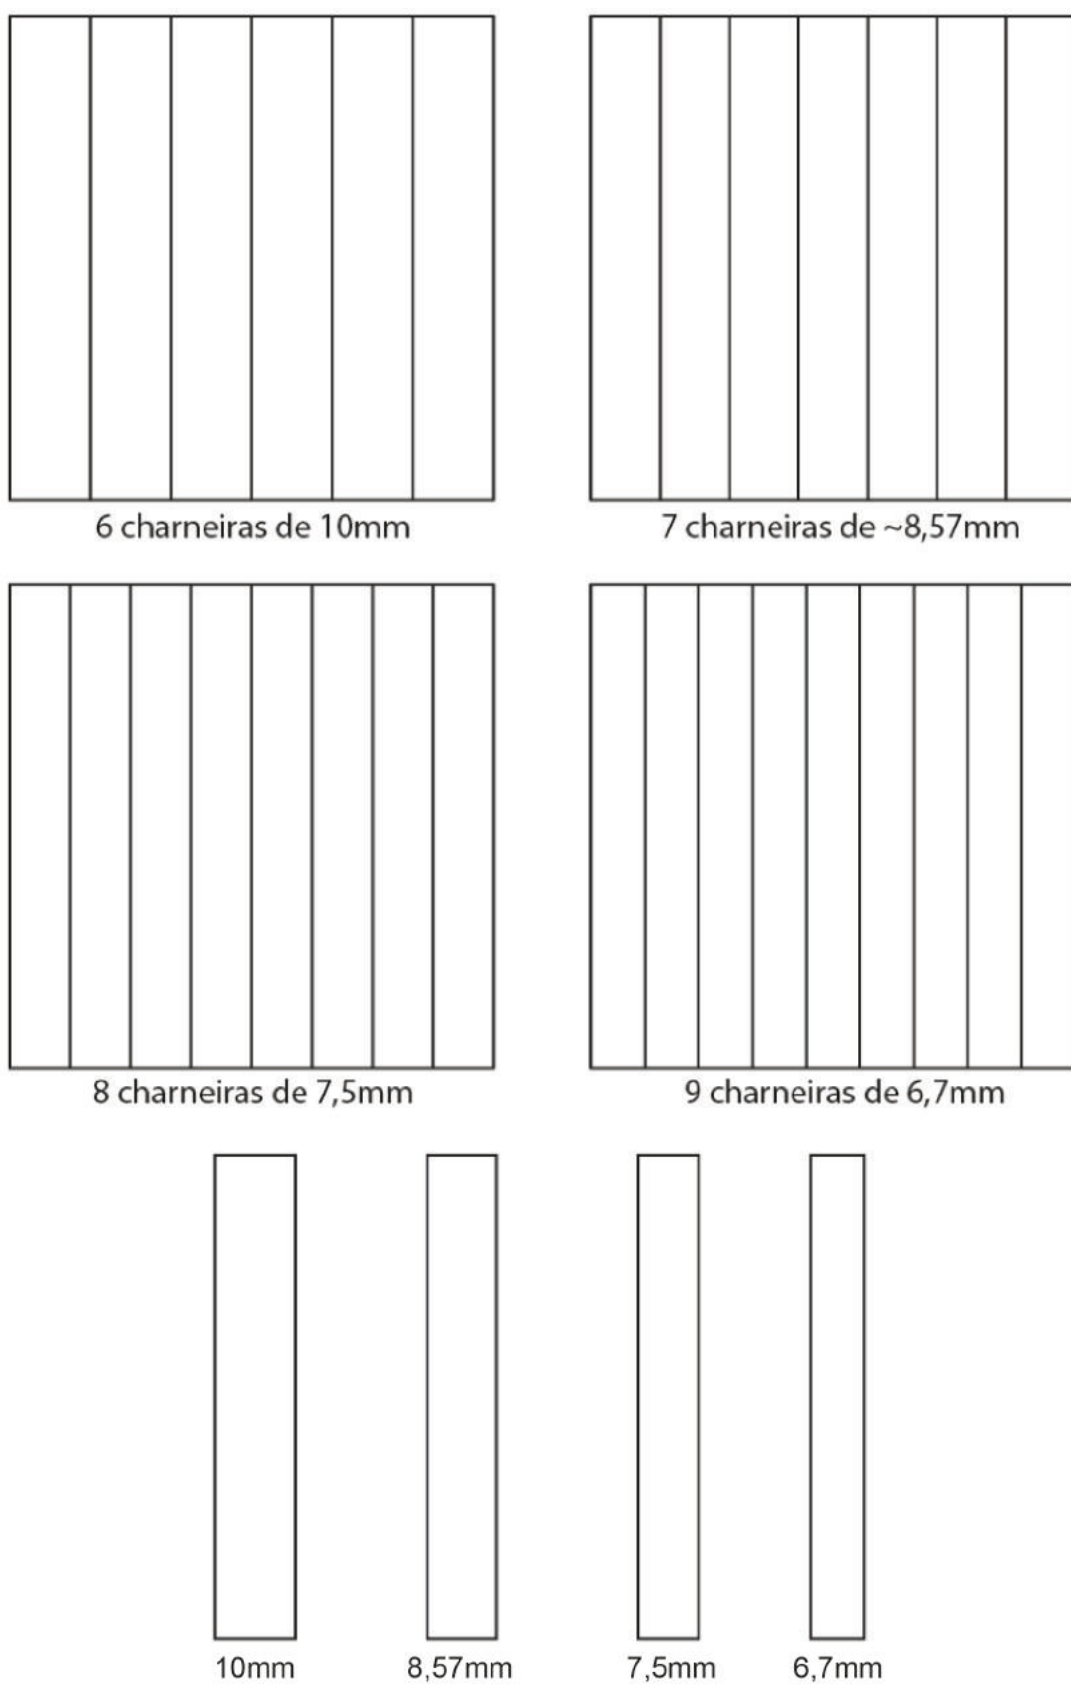 6 charneiras de 10mm
7 charneiras de ~8,57mm
8 charneiras de 7,5mm
9 charneiras de 6,7mm
10mm
8,57mm
7,5mm
6,7mm